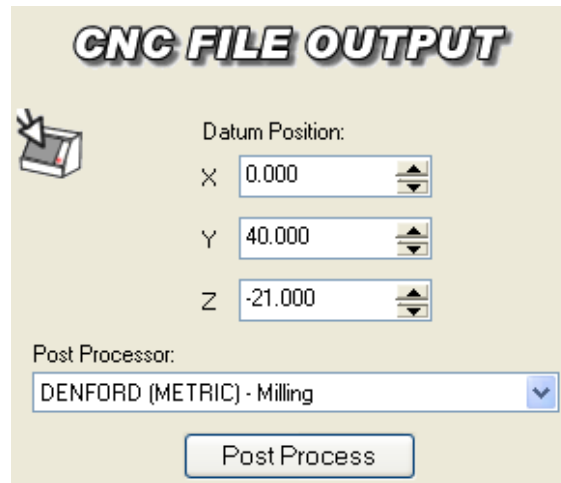 CNC FILE OUTPUT
Datum Position:
X 0.000
Y 40.000
Z -21.000
Post Processor:
DENFORD (METRIC) - Milling
Post Process